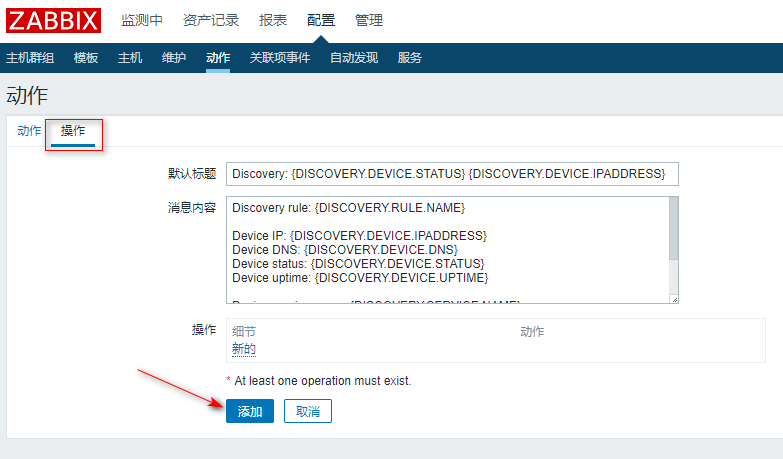 ZABBIX 监测中 资产记录 报表 配置 管理
主机群组 模板 主机 维护 动作 关联项事件 自动发现 服务
动作
动作 操作
默认标题 Discovery: {DISCOVERY.DEVICE.STATUS} {DISCOVERY.DEVICE.IPADDRESS}
消息内容 Discovery rule: {DISCOVERY.RULE.NAME}
Device IP: {DISCOVERY.DEVICE.IPADDRESS}
Device DNS: {DISCOVERY.DEVICE.DNS}
Device status: {DISCOVERY.DEVICE.STATUS}
Device uptime: {DISCOVERY.DEVICE.UPTIME}
操作 细节 动作
新的
* At least one operation must exist.
添加 取消